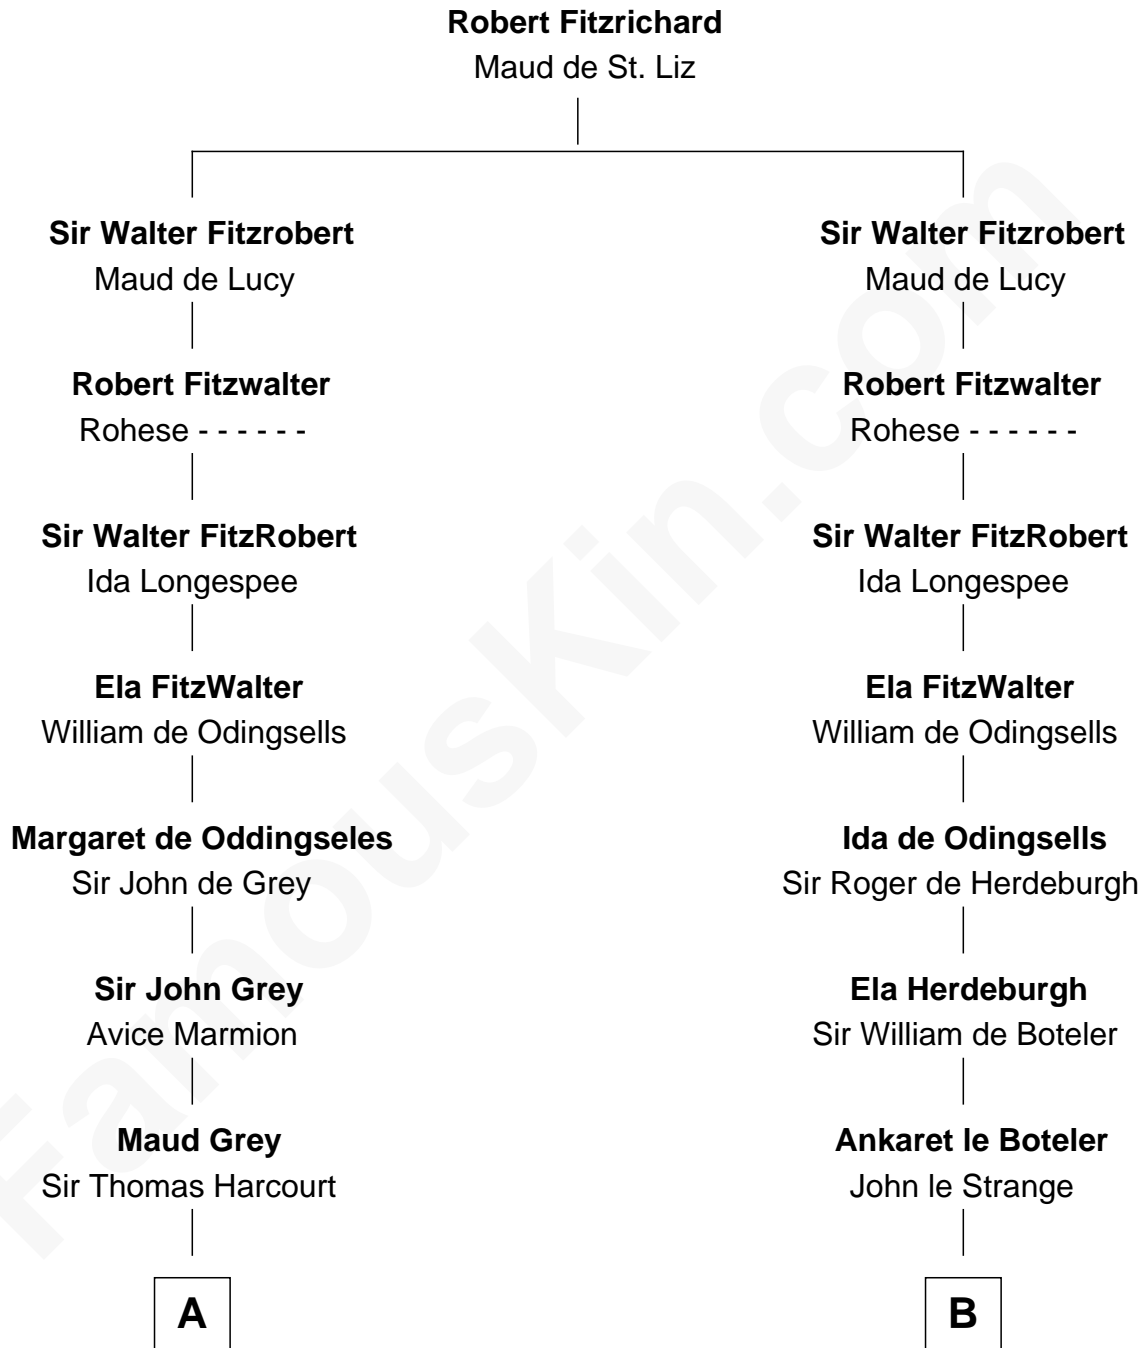 Robert Fitzrichard
Maud de St. Liz
Sir Walter Fitzrobert
Maud de Lucy
Robert Fitzwalter
Rohese - - - - - -
Sir Walter FitzRobert
Ida Longespee
Ela FitzWalter
William de Odingsells
Margaret de Oddingseles
Sir John de Grey
Sir John Grey
Avice Marmion
Maud Grey
Sir Thomas Harcourt
A
Sir Walter Fitzrobert
Maud de Lucy
Robert Fitzwalter
Rohese - - - - - -
Sir Walter FitzRobert
Ida Longespee
Ela FitzWalter
William de Odingsells
Ida de Odingsells
Sir Roger de Herdeburgh
Ela Herdeburgh
Sir William de Boteler
Ankaret le Boteler
John le Strange
B
FamousKin.com